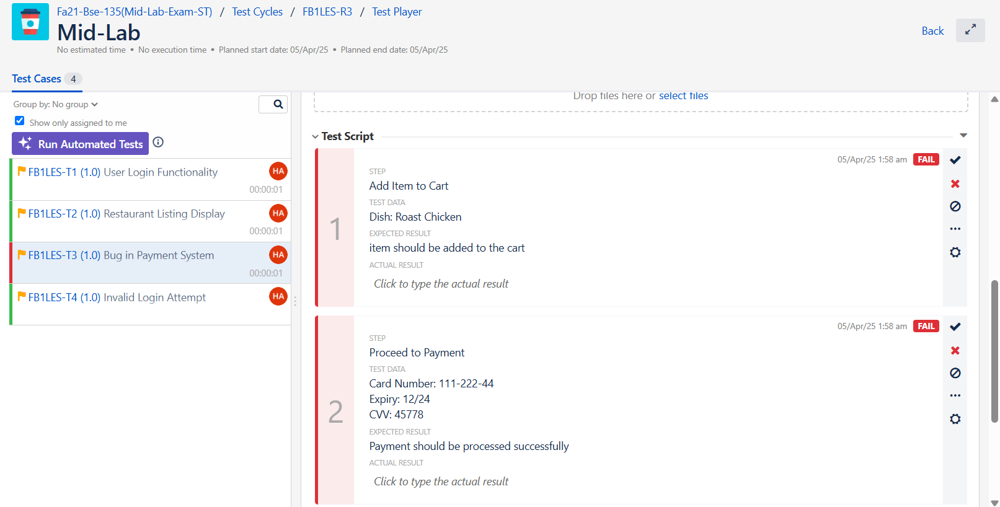 Fa21-Bse-135(Mid-Lab-Exam-ST) / Test Cycles / FB1LES-R3 / Test Player
Mid-Lab
No estimated time • No execution time • Planned start date: 05/Apr/25 • Planned end date: 05/Apr/25
Back
Test Cases 4
Group by: No group
Show only assigned to me
Run Automated Tests
FB1LES-T1 (1.0) User Login Functionality
HA
00:00:01
FB1LES-T2 (1.0) Restaurant Listing Display
HA
00:00:01
FB1LES-T3 (1.0) Bug in Payment System
HA
00:00:01
FB1LES-T4 (1.0) Invalid Login Attempt
HA
Drop files here or select files
Test Script
1
05/Apr/25 1:58 am FAIL
STEP
Add Item to Cart
TEST DATA
Dish: Roast Chicken
EXPECTED RESULT
item should be added to the cart
ACTUAL RESULT
Click to type the actual result
2
05/Apr/25 1:58 am FAIL
STEP
Proceed to Payment
TEST DATA
Card Number: 111-222-44
Expiry: 12/24
CVV: 45778
EXPECTED RESULT
Payment should be processed successfully
ACTUAL RESULT
Click to type the actual result